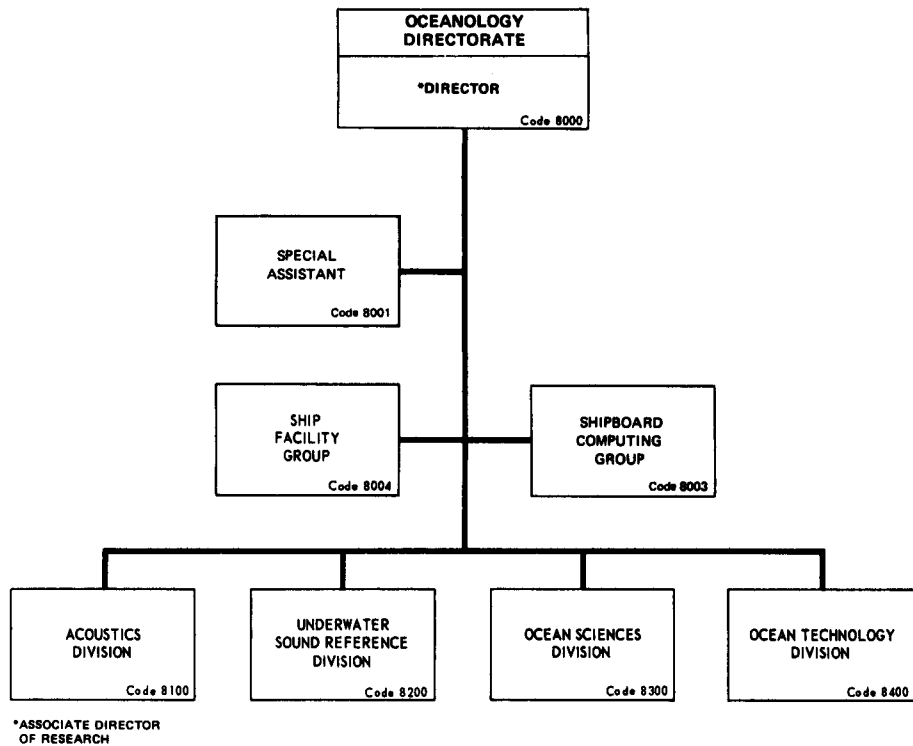 OCEANOLOGY
DIRECTORATE
*DIRECTOR
Code 8000
SPECIAL
ASSISTANT
Code 8001
SHIP
FACILITY
GROUP
Code 8004
SHIPBOARD
COMPUTING
GROUP
Code 8003
ACOUSTICS
DIVISION
Code 8100
UNDERWATER
SOUND REFERENCE
DIVISION
Code 8200
OCEAN SCIENCES
DIVISION
Code 8300
OCEAN TECHNOLOGY
DIVISION
Code 8400
*ASSOCIATE DIRECTOR
OF RESEARCH